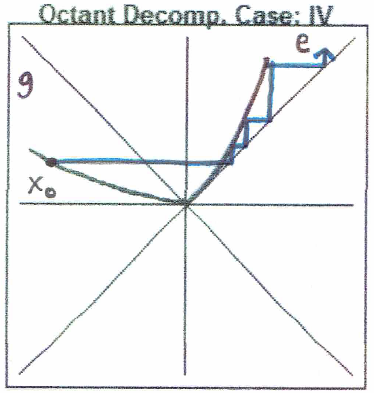 Octant Decomp. Case: IV
e
g
x₀